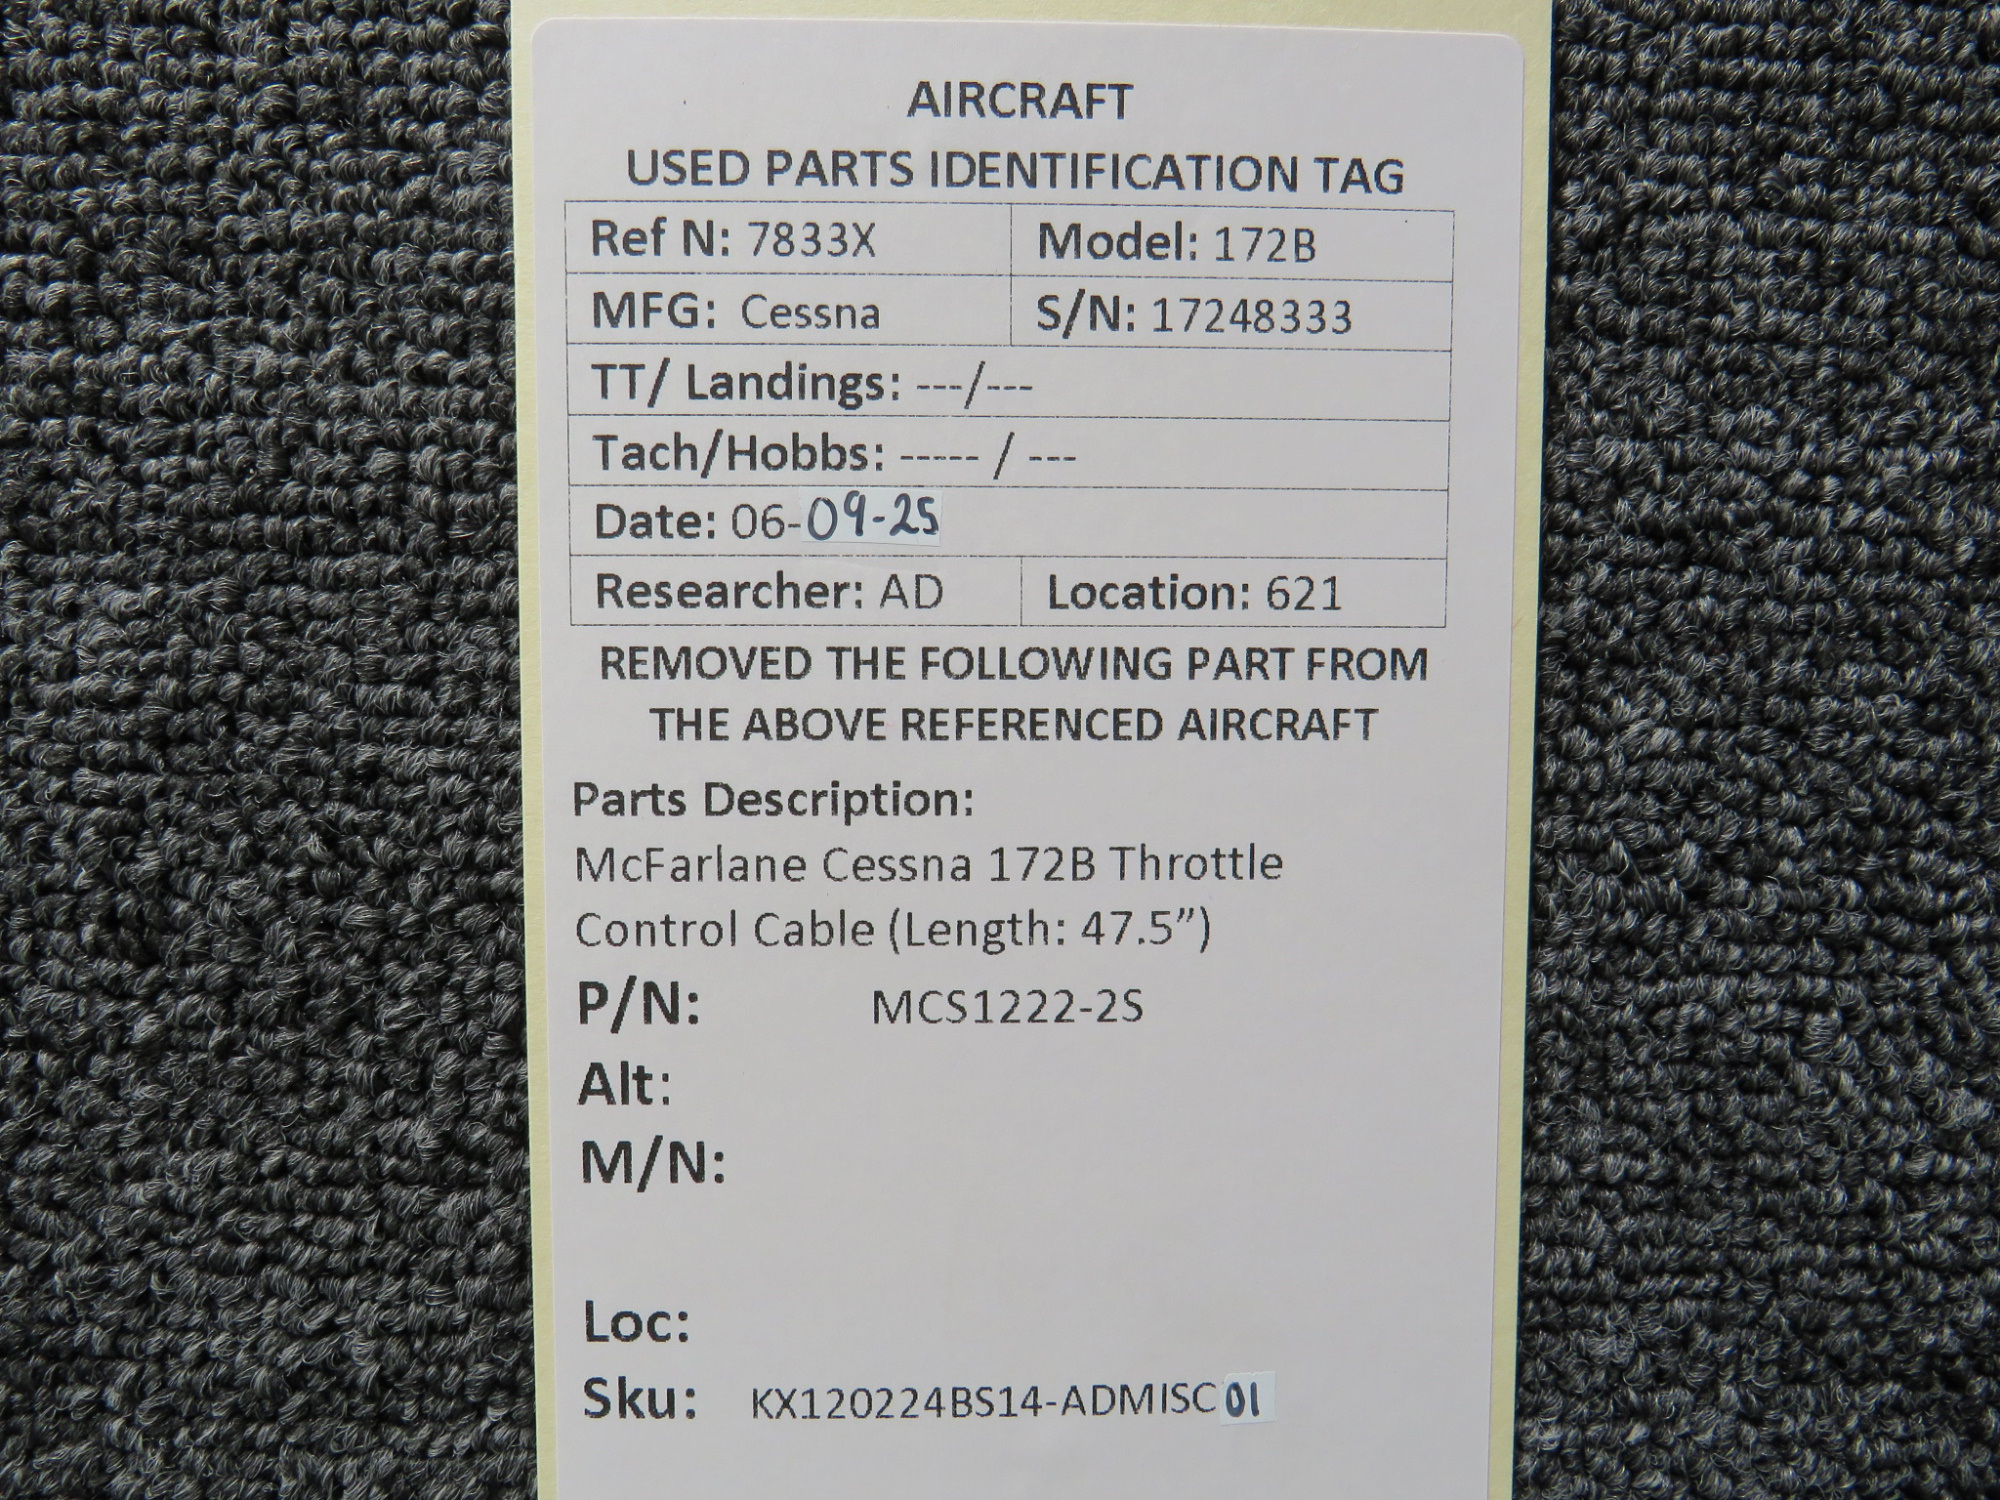 AIRCRAFT
USED PARTS IDENTIFICATION TAG
Ref N: 7833X Model: 172B
MFG: Cessna S/N: 17248333
TT/ Landings: ---/---
Tach/Hobbs: ----- / ---
Date: 06-09-25
Researcher: AD Location: 621
REMOVED THE FOLLOWING PART FROM
THE ABOVE REFERENCED AIRCRAFT
Parts Description:
McFarlane Cessna 172B Throttle
Control Cable (Length: 47.5”)
P/N: MCS1222-2S
Alt:
M/N:
Loc:
Sku: KX120224BS14-ADMISC01